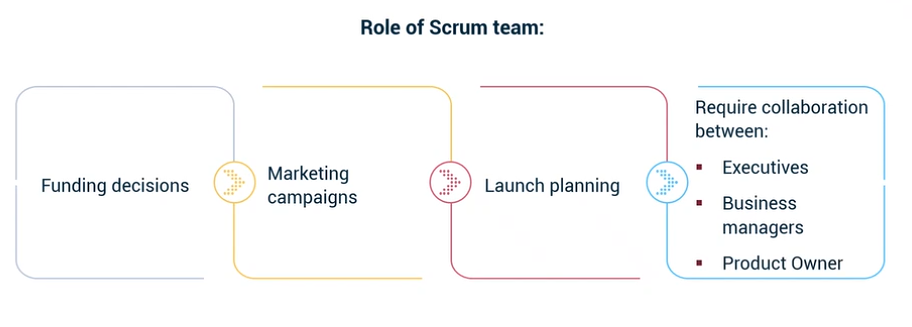 Role of Scrum team:
Funding decisions
Marketing
campaigns
Launch planning
Require collaboration
between:
Executives
Business
managers
Product Owner